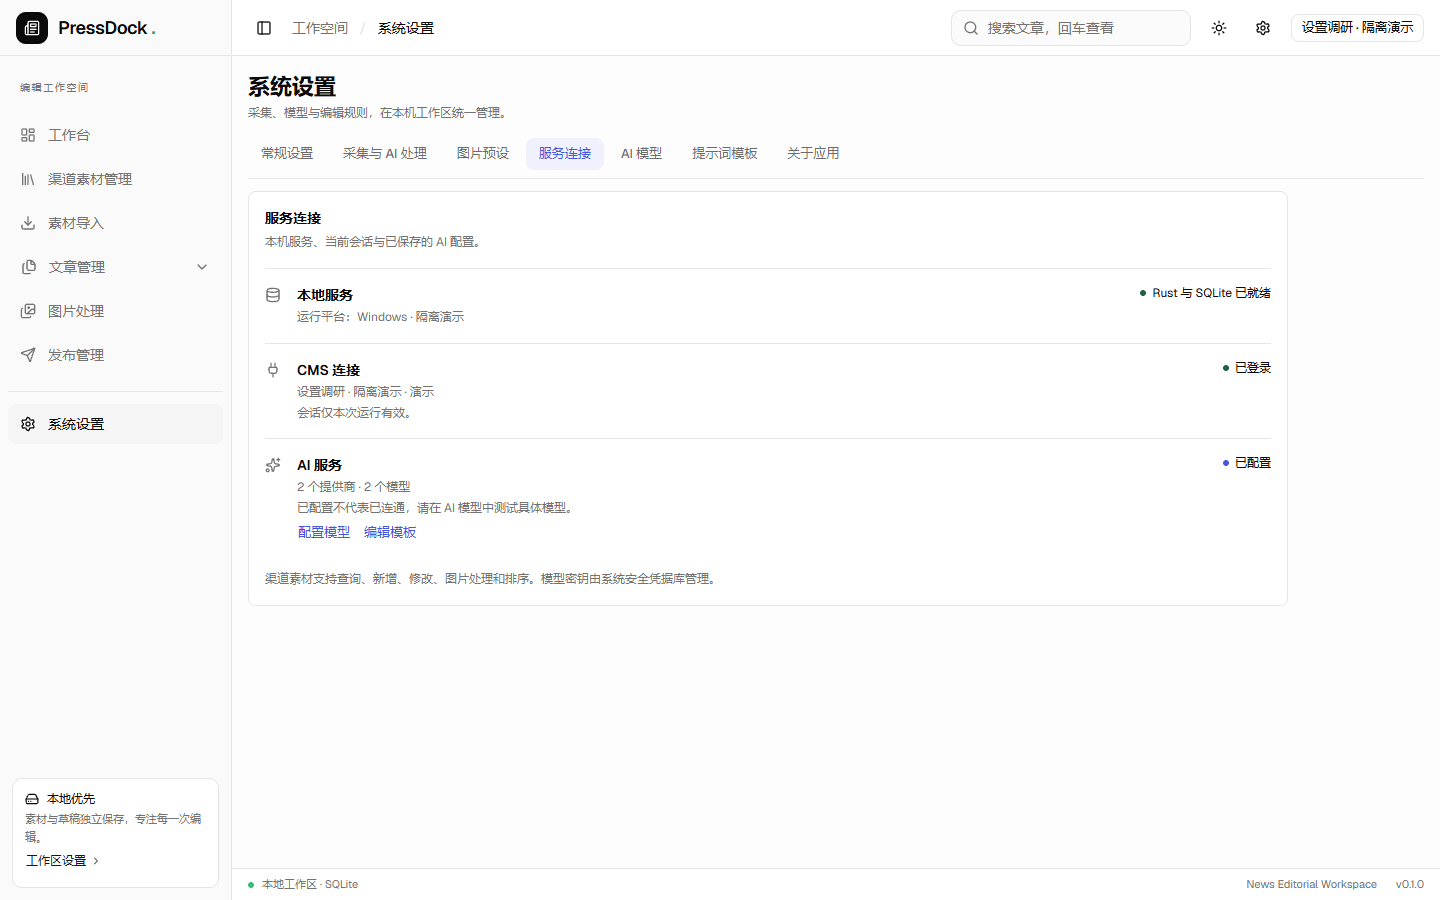 PressDock.
工作空间 / 系统设置
搜索文章，回车查看
设置调研 · 隔离演示
编辑工作空间
工作台
渠道素材管理
素材导入
文章管理
图片处理
发布管理
系统设置
本地优先
素材与草稿独立保存，专注每一次编
辑。
工作区设置
系统设置
采集、模型与编辑规则，在本机工作区统一管理。
常规设置 采集与 AI 处理 图片预设 服务连接 AI 模型 提示词模板 关于应用
服务连接
本机服务、当前会话与已保存的 AI 配置。
本地服务
Rust 与 SQLite 已就绪
运行平台：Windows · 隔离演示
CMS 连接
已登录
设置调研 · 隔离演示 · 演示
会话仅本次运行有效。
AI 服务
已配置
2 个提供商 · 2 个模型
已配置不代表已连通，请在 AI 模型中测试具体模型。
配置模型 编辑模板
渠道素材支持查询、新增、修改、图片处理和排序。模型密钥由系统安全凭据库管理。
本地工作区 · SQLite
News Editorial Workspace v0.1.0